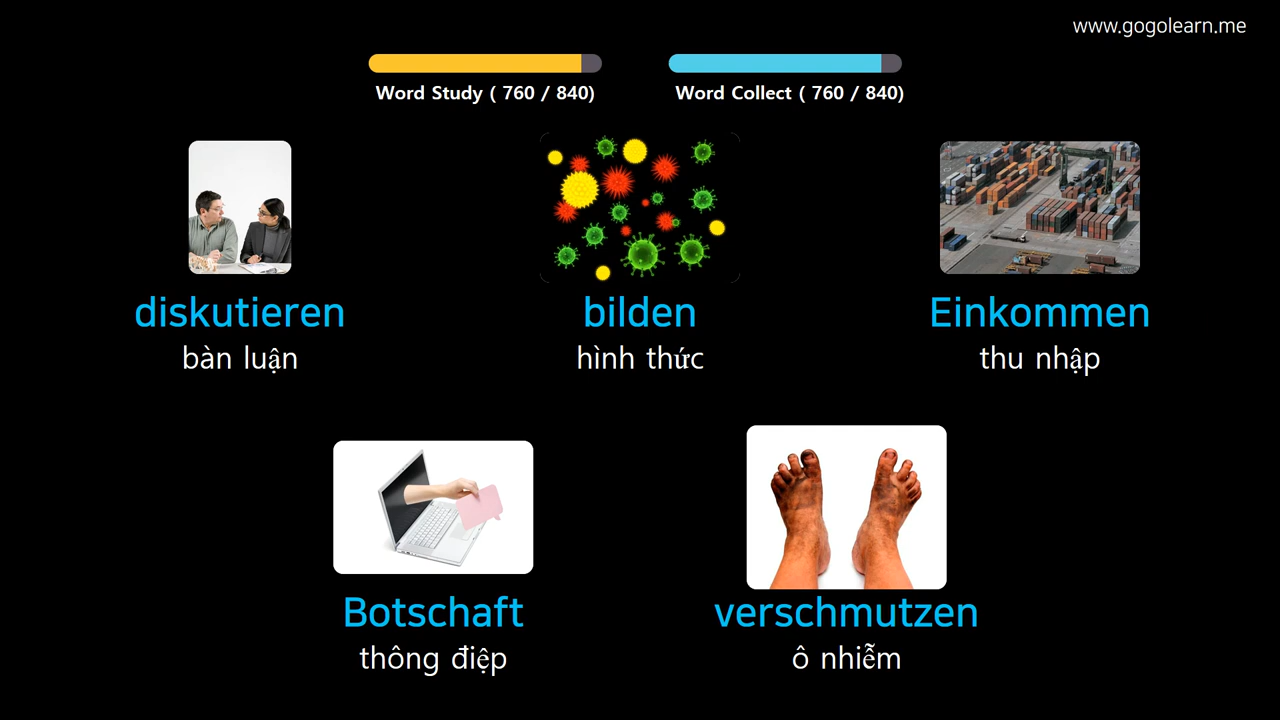 www.gogolearn.me
Word Study ( 760 / 840)
Word Collect ( 760 / 840)
diskutieren
bàn luận
bilden
hình thức
Einkommen
thu nhập
Botschaft
thông điệp
verschmutzen
ô nhiễm